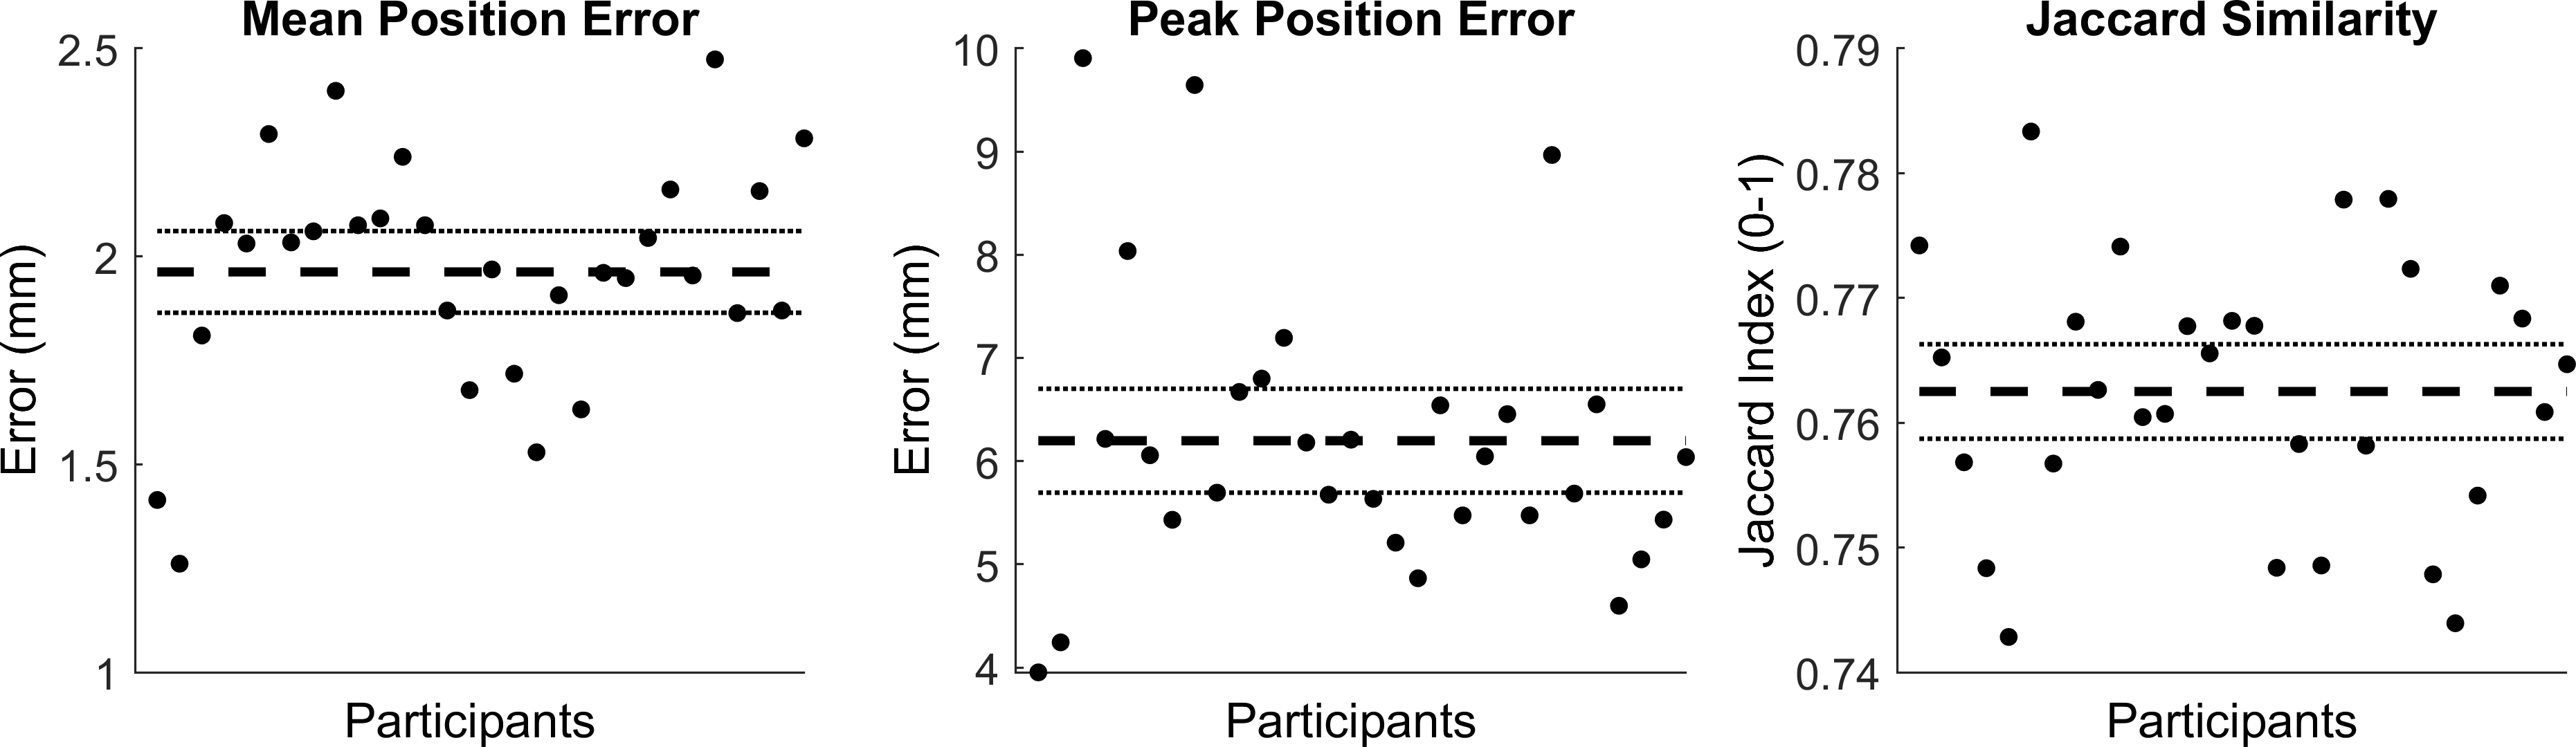 Mean Position Error
2.5
2
1.5
1
Error (mm)
Participants
Peak Position Error
10
9
8
7
6
5
4
Error (mm)
Participants
Jaccard Similarity
0.79
0.78
0.77
0.76
0.75
0.74
Jaccard Index (0-1)
Participants